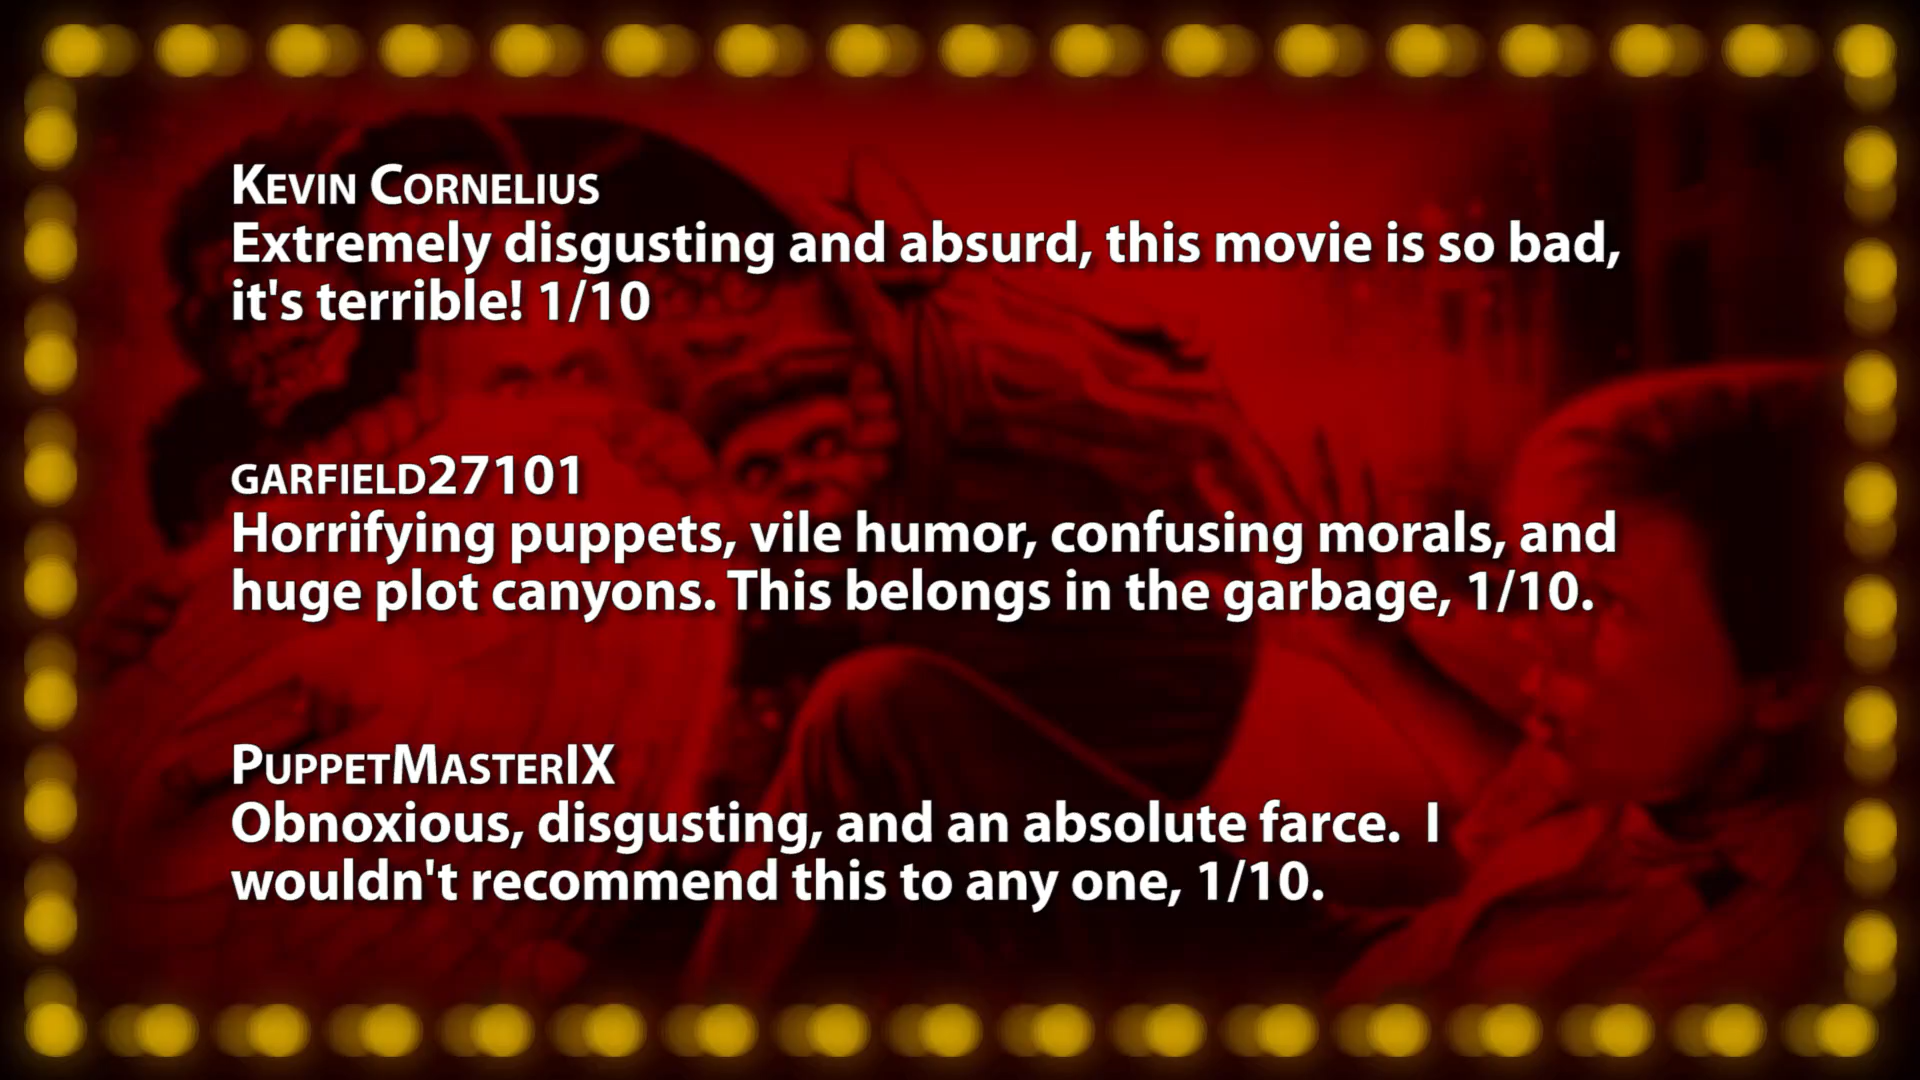 Kevin Cornelius
Extremely disgusting and absurd, this movie is so bad,
it's terrible! 1/10
garfield27101
Horrifying puppets, vile humor, confusing morals, and
huge plot canyons. This belongs in the garbage, 1/10.
PuppetMasterIX
Obnoxious, disgusting, and an absolute farce.  I
wouldn't recommend this to any one, 1/10.